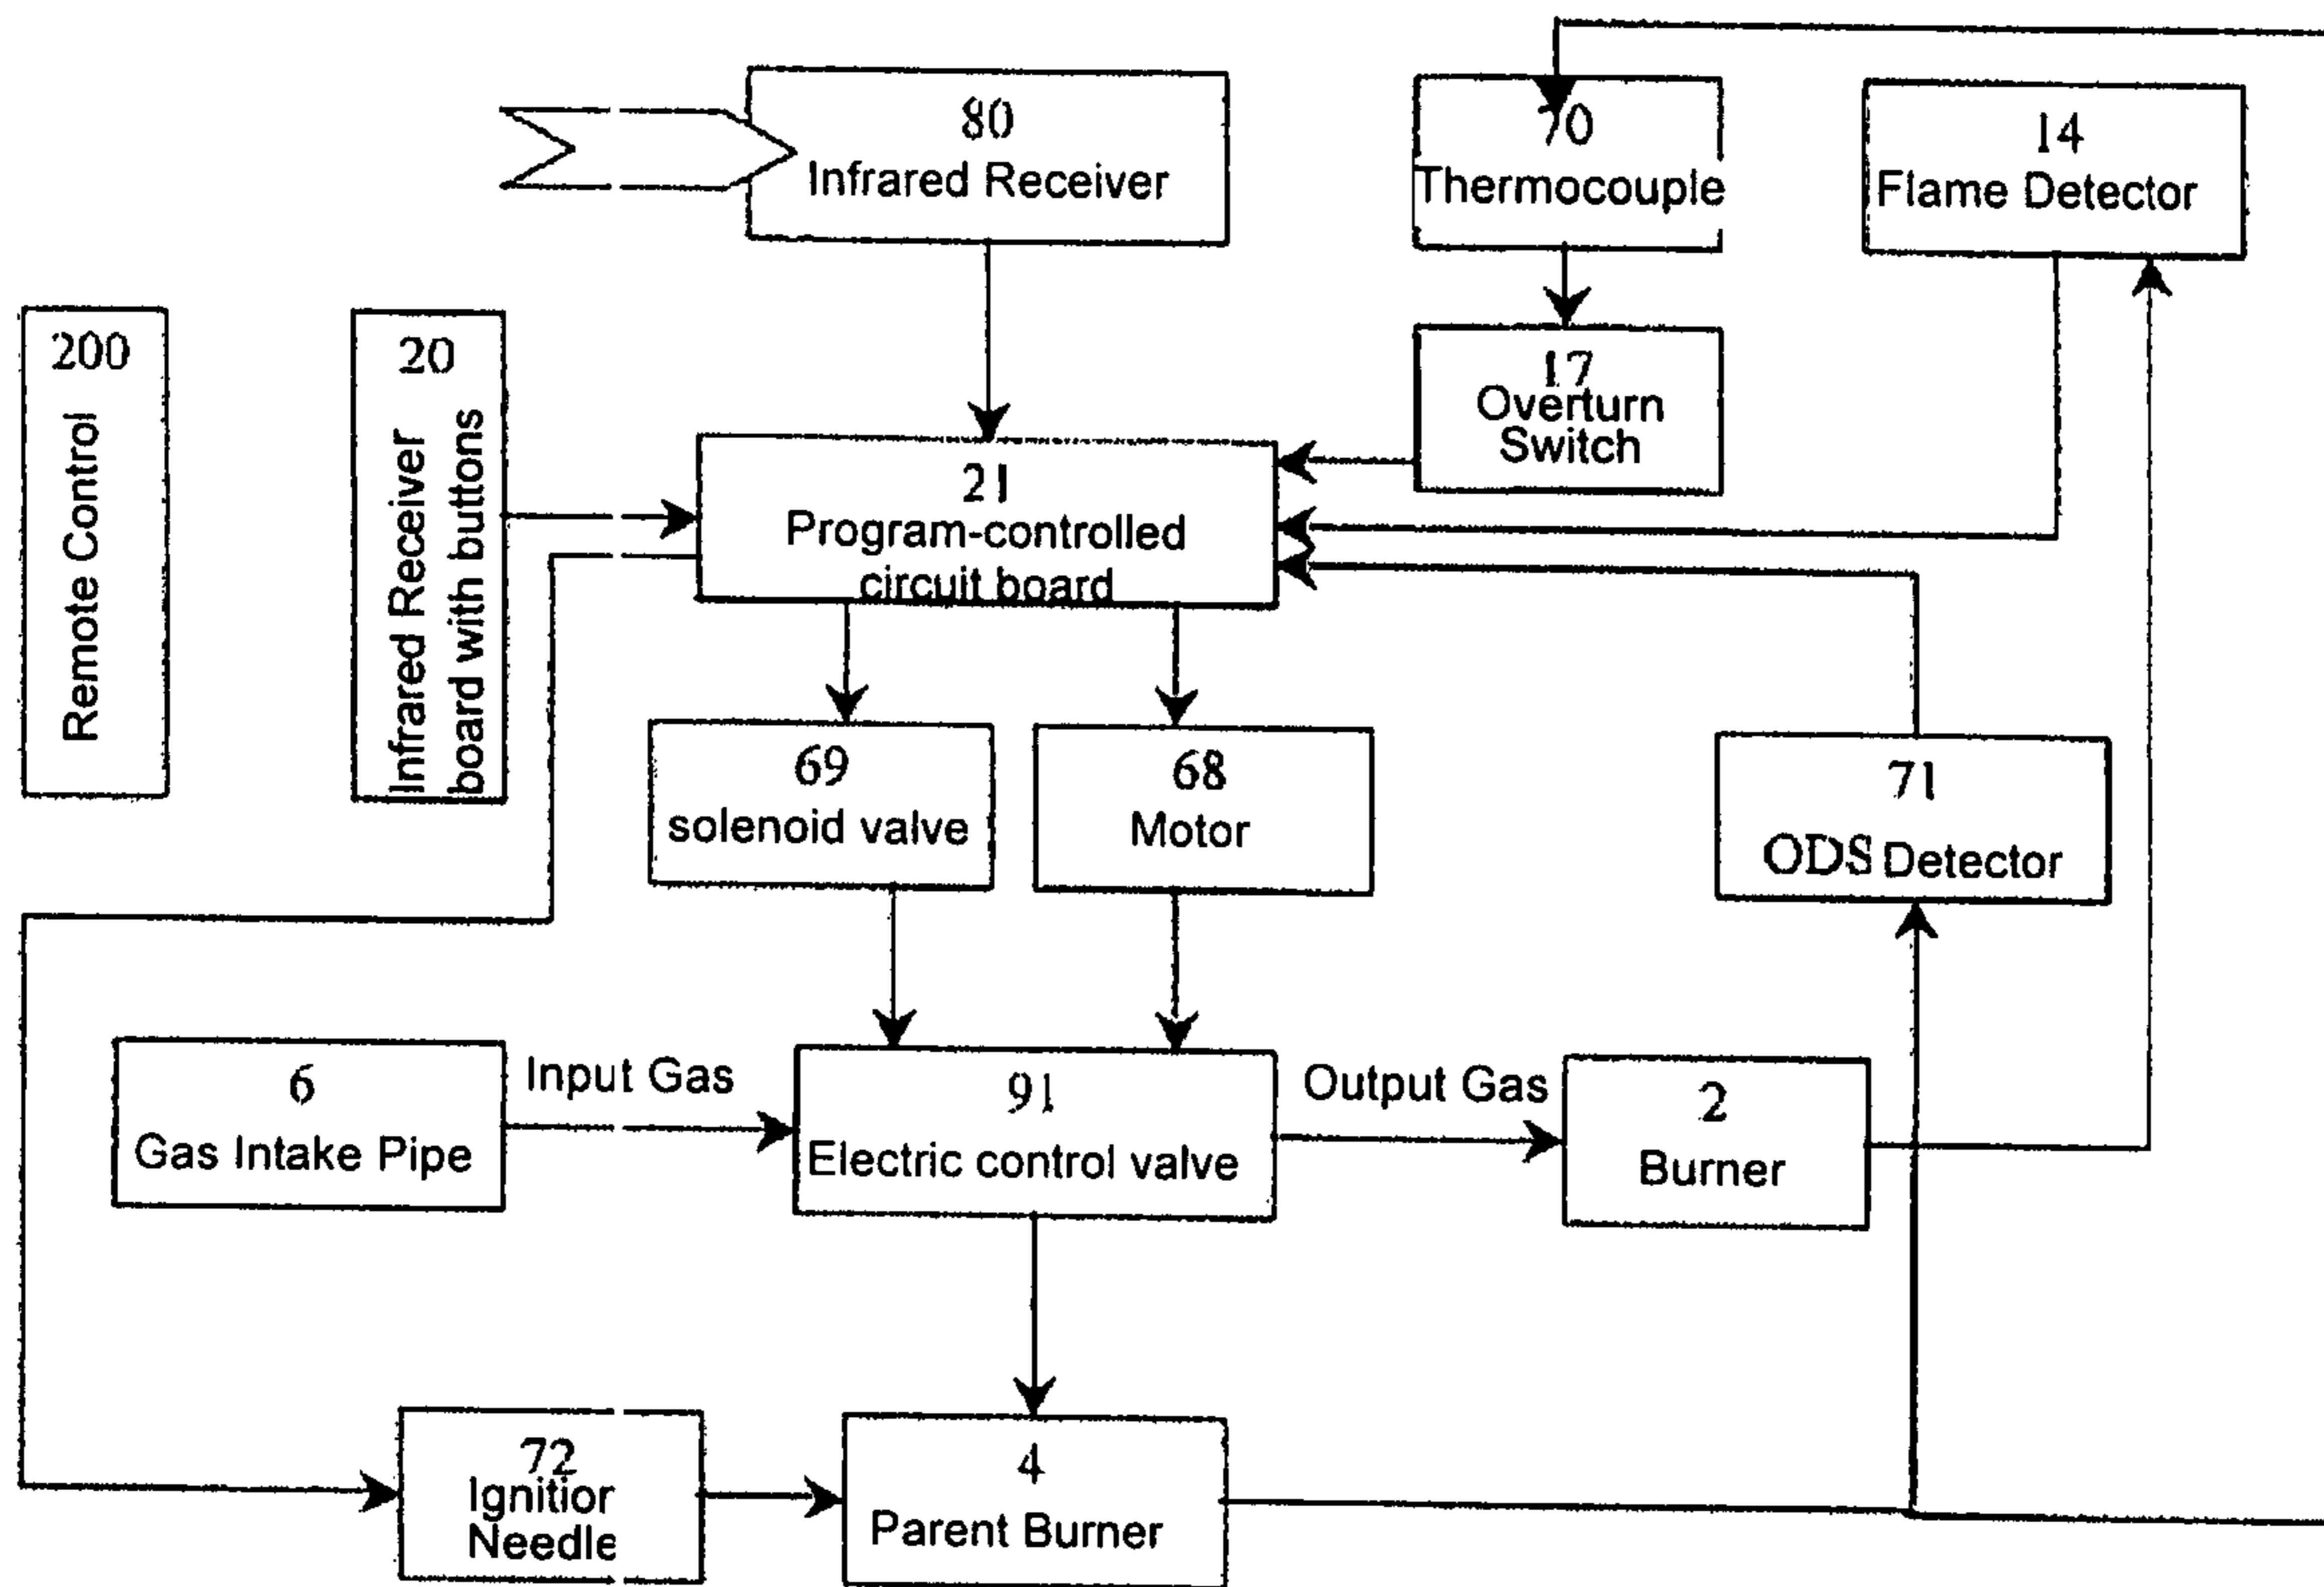 80
Infrared Receiver
70
Thermocouple
14
Flame Detector
200
Remote Control
20
Infrared Receiver
board with buttons
17
Overturn
Switch
21
Program-controlled
circuit board
69
solenoid valve
68
Motor
71
ODS Detector
6
Gas Intake Pipe
Input Gas
91
Electric control valve
Output Gas
2
Burner
72
Ignition
Needle
4
Parent Burner